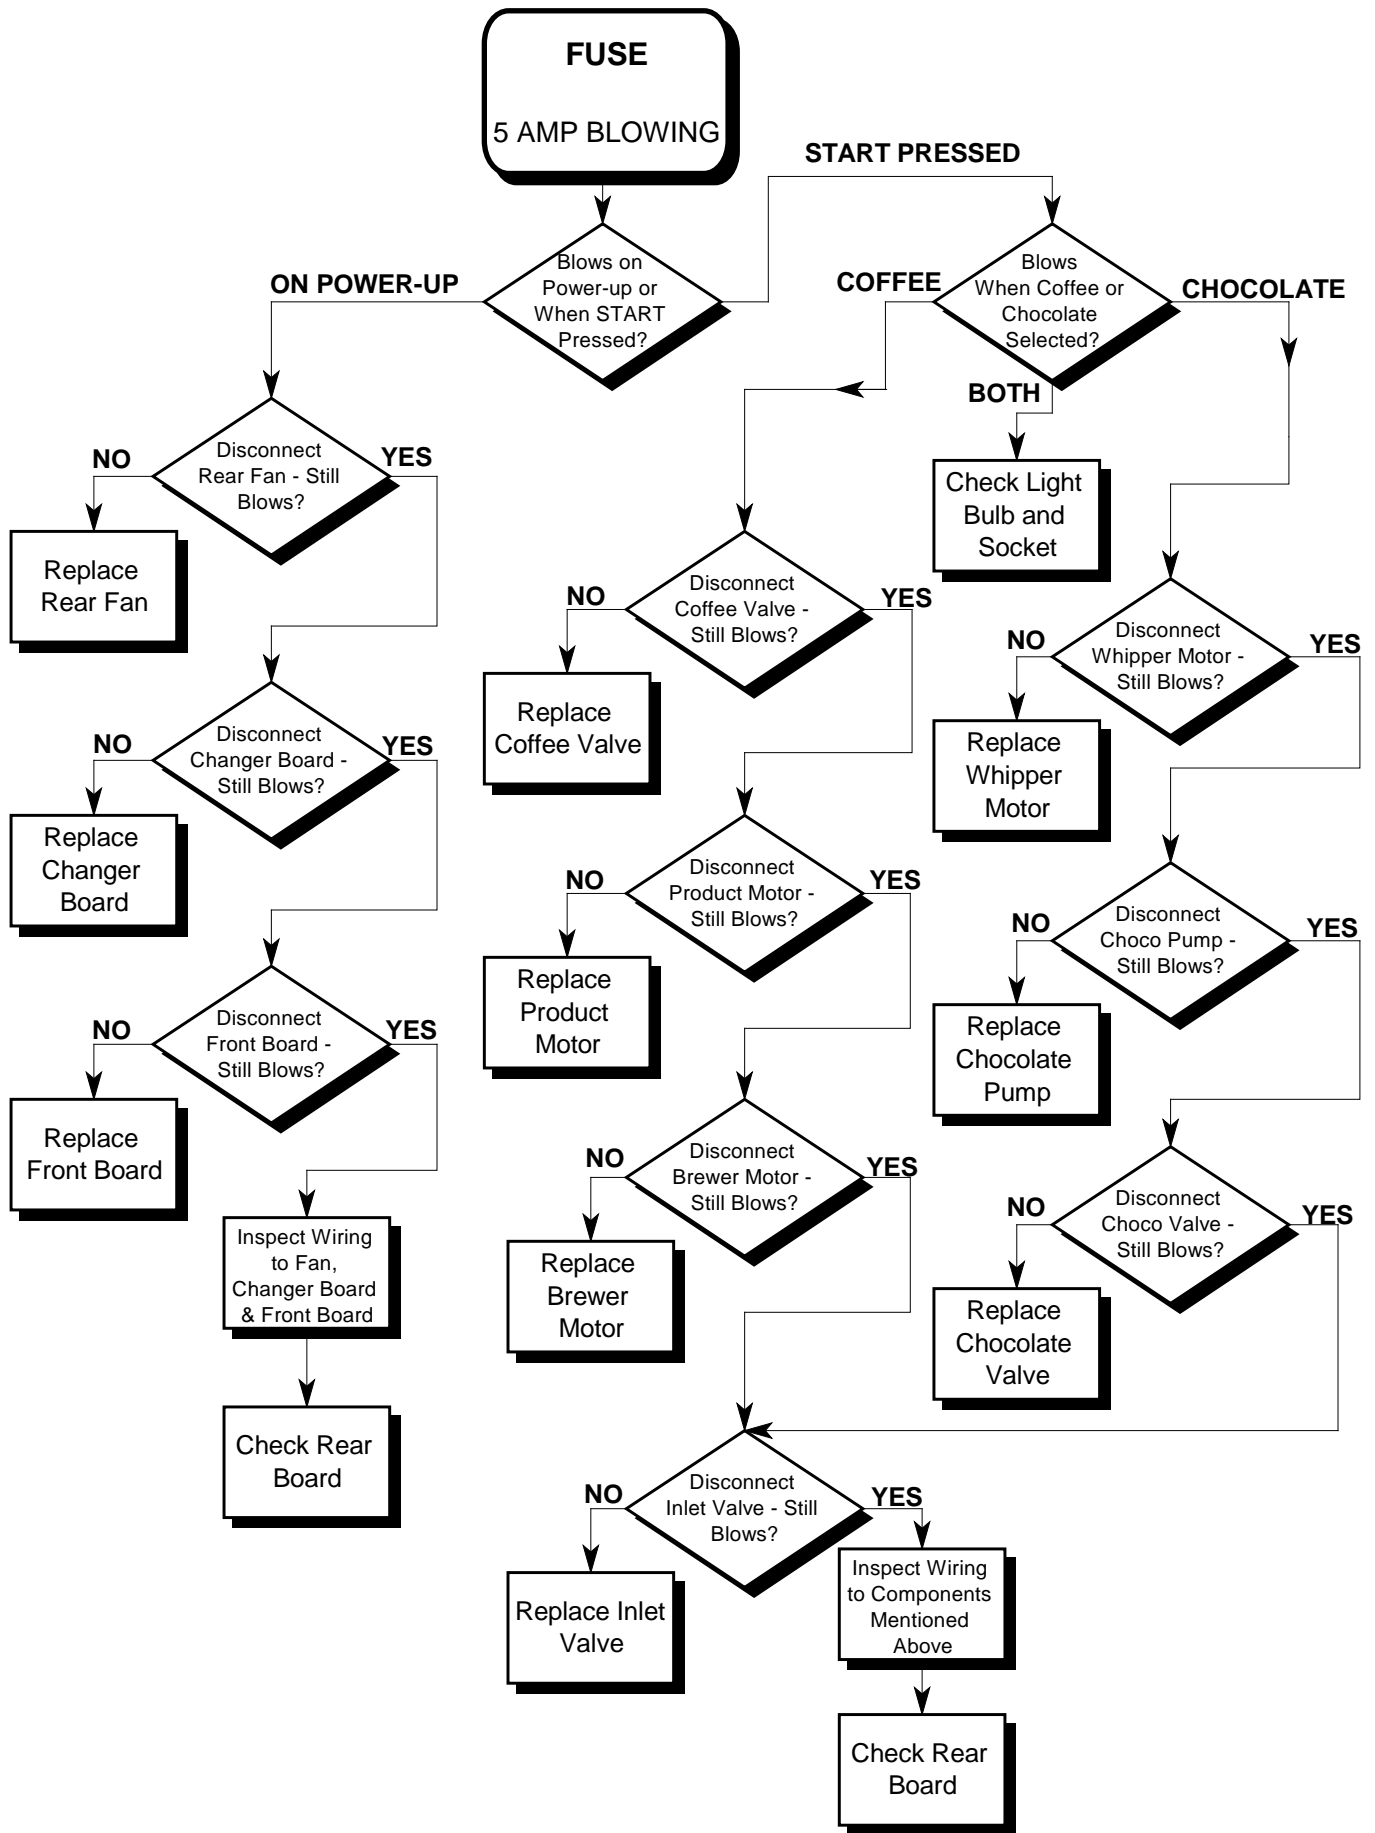 FUSE
5 AMP BLOWING
START PRESSED
Blows on
Power-up or
When START
Pressed?
ON POWER-UP
Blows
When Coffee or
Chocolate
Selected?
COFFEE
CHOCOLATE
BOTH
Check Light
Bulb and
Socket
Disconnect
Rear Fan - Still
Blows?
NO
YES
Replace
Rear Fan
Disconnect
Changer Board -
Still Blows?
NO
YES
Replace
Changer
Board
Disconnect
Front Board -
Still Blows?
NO
YES
Replace
Front Board
Inspect Wiring
to Fan,
Changer Board
& Front Board
Check Rear
Board
Disconnect
Coffee Valve -
Still Blows?
NO
YES
Replace
Coffee Valve
Disconnect
Product Motor -
Still Blows?
NO
YES
Replace
Product
Motor
Disconnect
Brewer Motor -
Still Blows?
NO
YES
Replace
Brewer
Motor
Disconnect
Whipper Motor -
Still Blows?
NO
YES
Replace
Whipper
Motor
Disconnect
Choco Pump -
Still Blows?
NO
YES
Replace
Chocolate
Pump
Disconnect
Choco Valve -
Still Blows?
NO
YES
Replace
Chocolate
Valve
Disconnect
Inlet Valve - Still
Blows?
NO
YES
Replace Inlet
Valve
Inspect Wiring
to Components
Mentioned
Above
Check Rear
Board